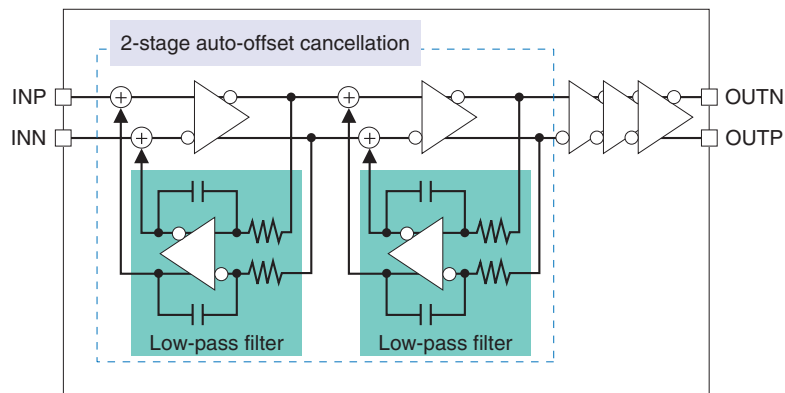 2-stage auto-offset cancellation
INP
OUTN
INN
OUTP
Low-pass filter
Low-pass filter